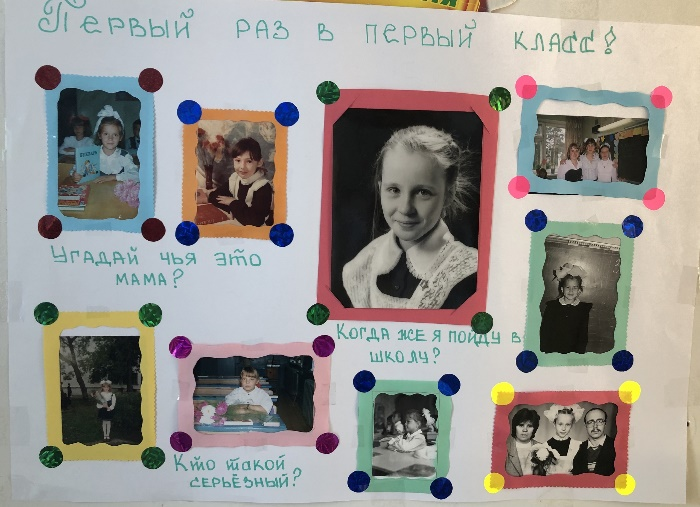 Первый раз в первый класс!
Угадай чья это
мама?
Когда же я пойду в
школу?
Кто такой
серьёзный?